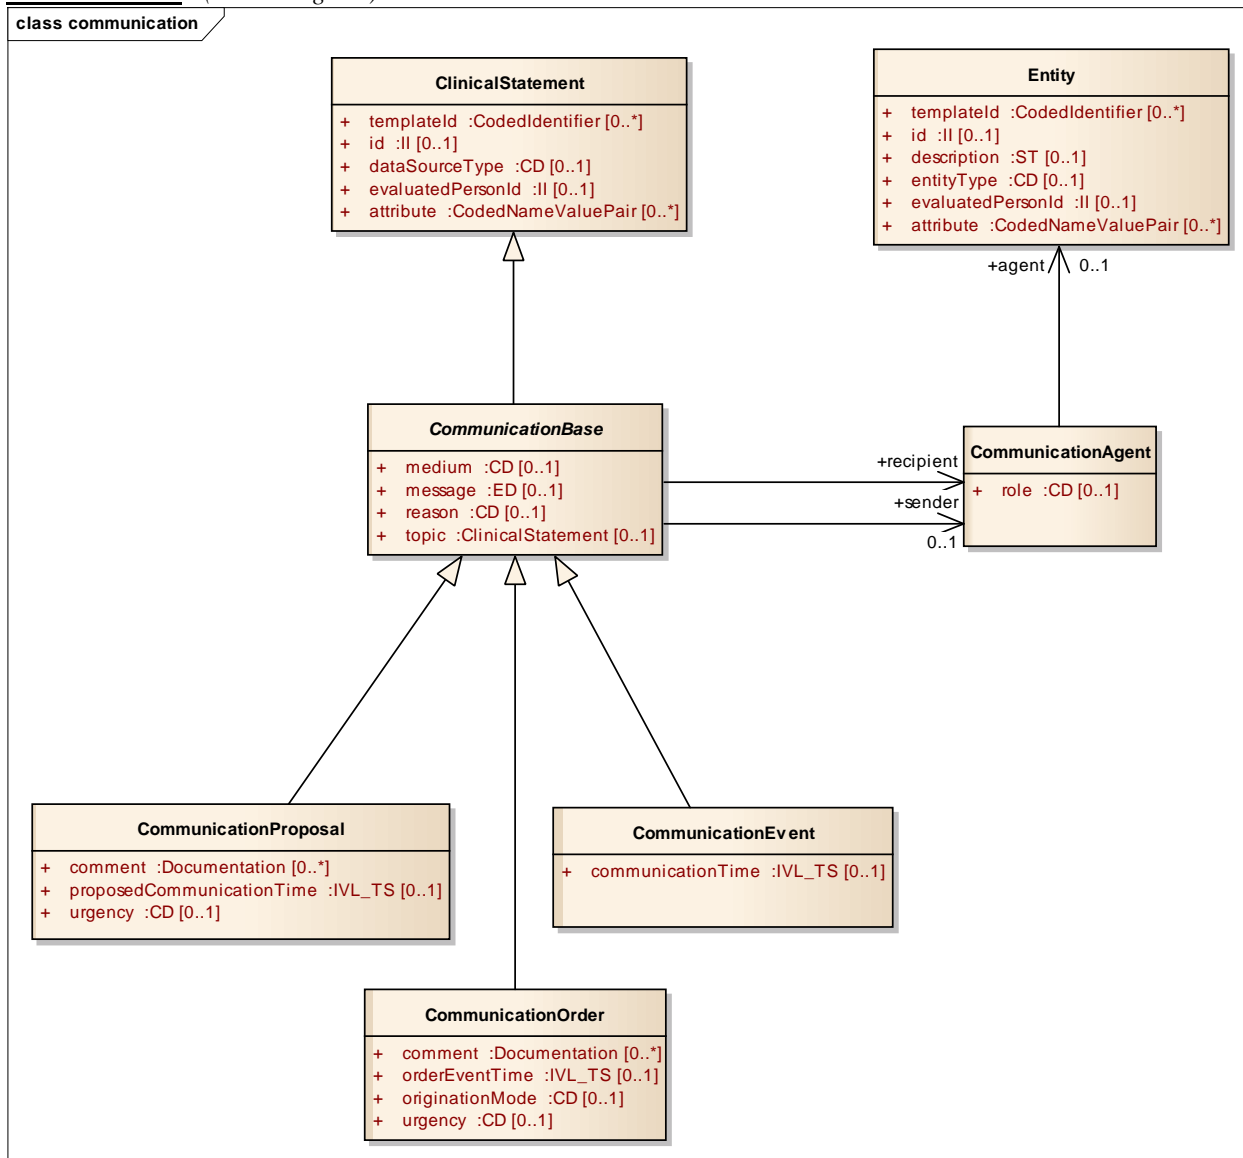 class communication
ClinicalStatement
+ templateId :CodedIdentifier [0..*]
+ id :II [0..1]
+ dataSourceType :CD [0..1]
+ evaluatedPersonId :II [0..1]
+ attribute :CodedNameValuePair [0..*]
Entity
+ templateId :CodedIdentifier [0..*]
+ id :II [0..1]
+ description :ST [0..1]
+ entityType :CD [0..1]
+ evaluatedPersonId :II [0..1]
+ attribute :CodedNameValuePair [0..*]
+agent 0..1
CommunicationBase
+ medium :CD [0..1]
+ message :ED [0..1]
+ reason :CD [0..1]
+ topic :ClinicalStatement [0..1]
+recipient
+sender
0..1
CommunicationAgent
+ role :CD [0..1]
CommunicationProposal
+ comment :Documentation [0..*]
+ proposedCommunicationTime :IVL_TS [0..1]
+ urgency :CD [0..1]
CommunicationEvent
+ communicationTime :IVL_TS [0..1]
CommunicationOrder
+ comment :Documentation [0..*]
+ orderEventTime :IVL_TS [0..1]
+ originationMode :CD [0..1]
+ urgency :CD [0..1]